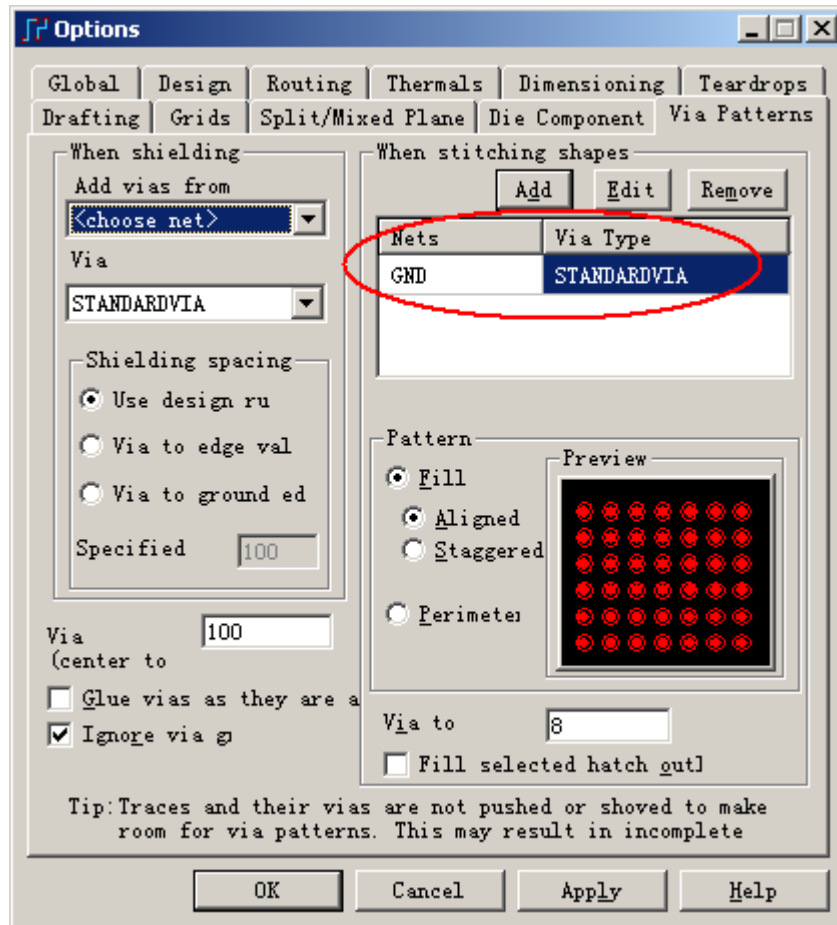 Options
Global Design Routing Thermals Dimensioning Teardrops
Drafting Grids Split/Mixed Plane Die Component Via Patterns
When shielding
Add vias from
<choose net>
Via
STANDARDVIA
Shielding spacing
Use design ru
Via to edge val
Via to ground ed
Specified 100
Via
(center to
100
Glue vias as they are a
Ignore via gr
When stitching shapes
Add Edit Remove
Nets Via Type
GND STANDARDVIA
Pattern
Fill
Aligned
Staggered
Perimeter
Preview
Via to 8
Fill selected hatch outl
Tip:Traces and their vias are not pushed or shoved to make
room for via patterns. This may result in incomplete
OK Cancel Apply Help